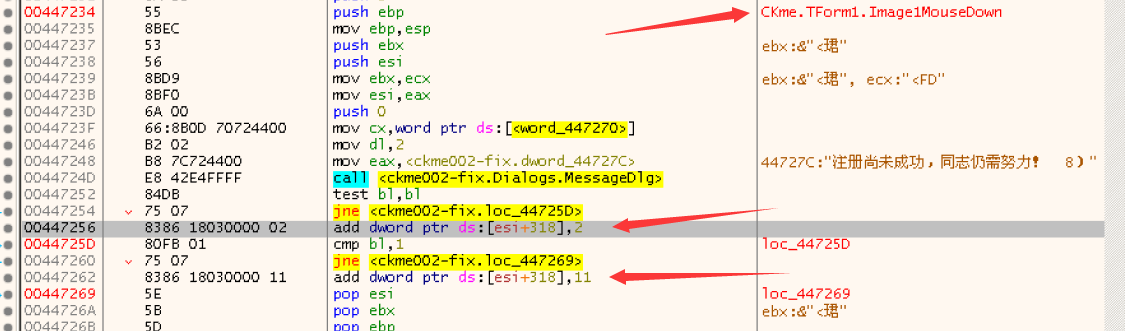 00447234 55 push ebp CKme.TForm1.Image1MouseDown
00447235 8BEC mov ebp,esp
00447237 53 push ebx ebx:&"<珺"
00447238 56 push esi
00447239 8BD9 mov ebx,ecx ebx:&"<珺", ecx:"<FD"
0044723B 8BF0 mov esi,eax
0044723D 6A 00 push 0
0044723F 66:8B0D 70724400 mov cx,word ptr ds:[<word_447270>]
00447246 B2 02 mov dl,2
00447248 B8 7C724400 mov eax,<ckme002-fix.dword_44727C> 44727C:"注册尚未成功，同志仍需努力！ 8）"
0044724D E8 42E4FFFF call <ckme002-fix.Dialogs.MessageDlg>
00447252 84DB test bl,bl
00447254 75 07 jne <ckme002-fix.loc_44725D>
00447256 8386 18030000 02 add dword ptr ds:[esi+318],2
0044725D 80FB 01 cmp bl,1 loc_44725D
00447260 75 07 jne <ckme002-fix.loc_447269>
00447262 8386 18030000 11 add dword ptr ds:[esi+318],11
00447269 5E pop esi loc_447269
0044726A 5B pop ebx ebx:&"<珺"
0044726B 5D pop ebp